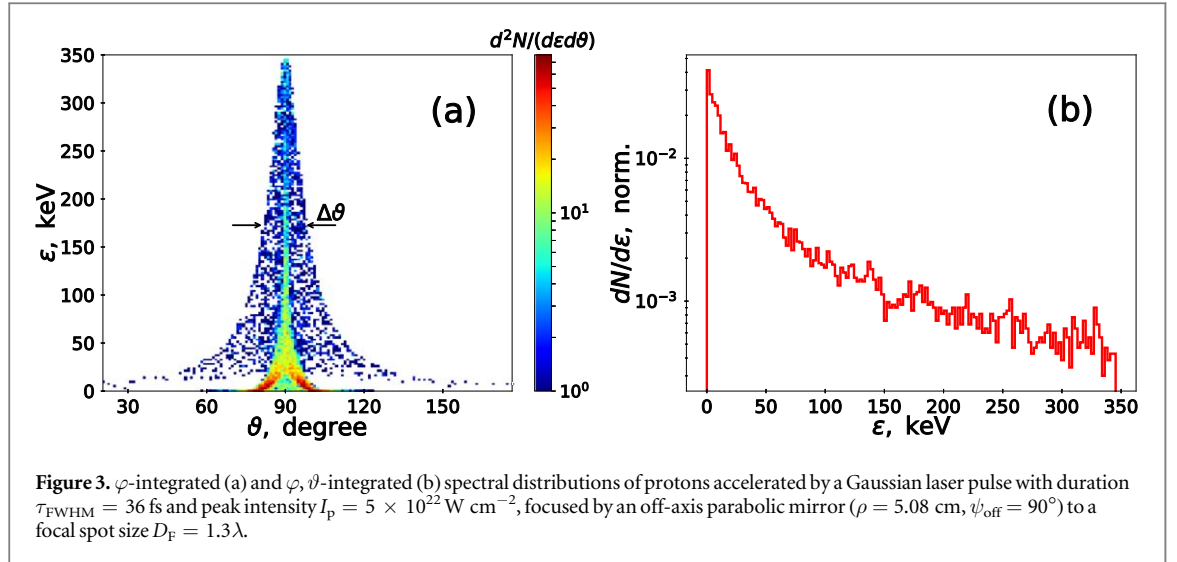 d²N/(dεdϑ)
350
300
250
200
150
100
50
0
ε, keV
(a)
Δϑ
30
60
90
120
150
ϑ, degree
10¹
10⁰
(b)
10⁻²
10⁻³
dN/dε, norm.
0
50
100
150
200
250
300
350
ε, keV
Figure 3. φ-integrated (a) and φ, ϑ-integrated (b) spectral distributions of protons accelerated by a Gaussian laser pulse with duration
τ_FWHM = 36 fs and peak intensity I_p = 5 × 10²² W cm⁻², focused by an off-axis parabolic mirror (ρ = 5.08 cm, ψ_off = 90°) to a
focal spot size D_F = 1.3λ.